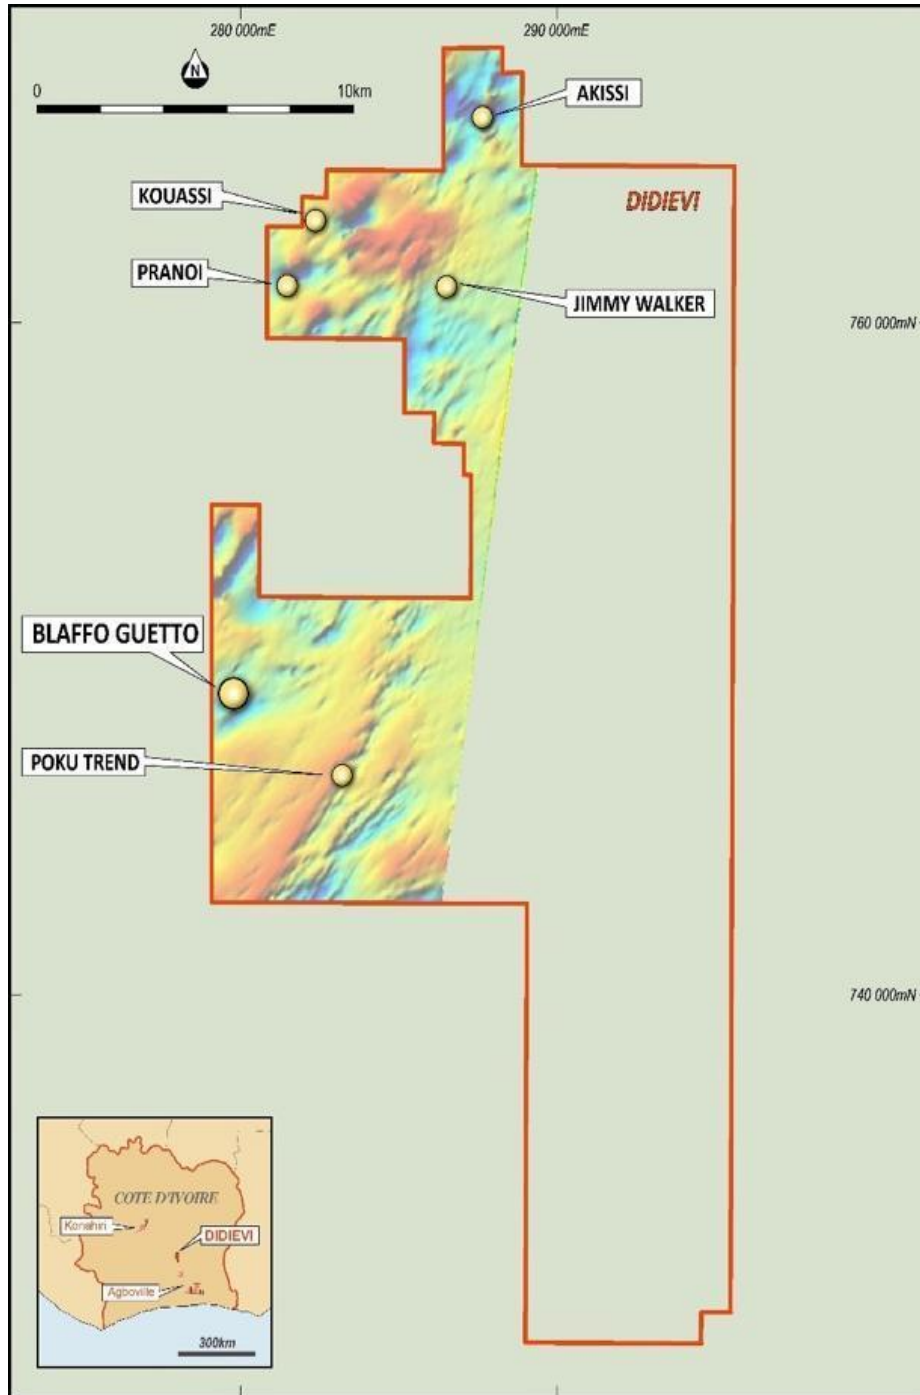 280 000mE
290 000mE
N
0
10km
AKISSI
KOUASSI
DIDIEVI
PRANOI
JIMMY WALKER
760 000mN
BLAFFO GUETTO
POKU TREND
740 000mN
COTE D'IVOIRE
Konahiri
DIDIEVI
Agboville
300km